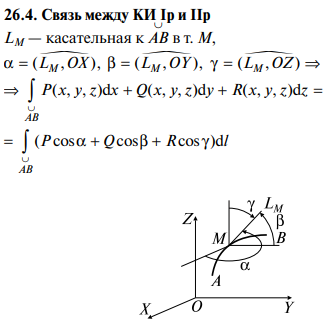 26.4. Связь между КИ Iр и IIр
L_M — касательная к ◡AB в т. M,
α = (L_M, OX), β = (L_M, OY), γ = (L_M, OZ) ⇒
⇒ ∫ P(x, y, z)dx + Q(x, y, z)dy + R(x, y, z)dz =
◡
AB
= ∫ (P cosα + Q cosβ + R cosγ)dl
◡
AB
Z
γ
L_M
β
M
B
α
A
X
O
Y